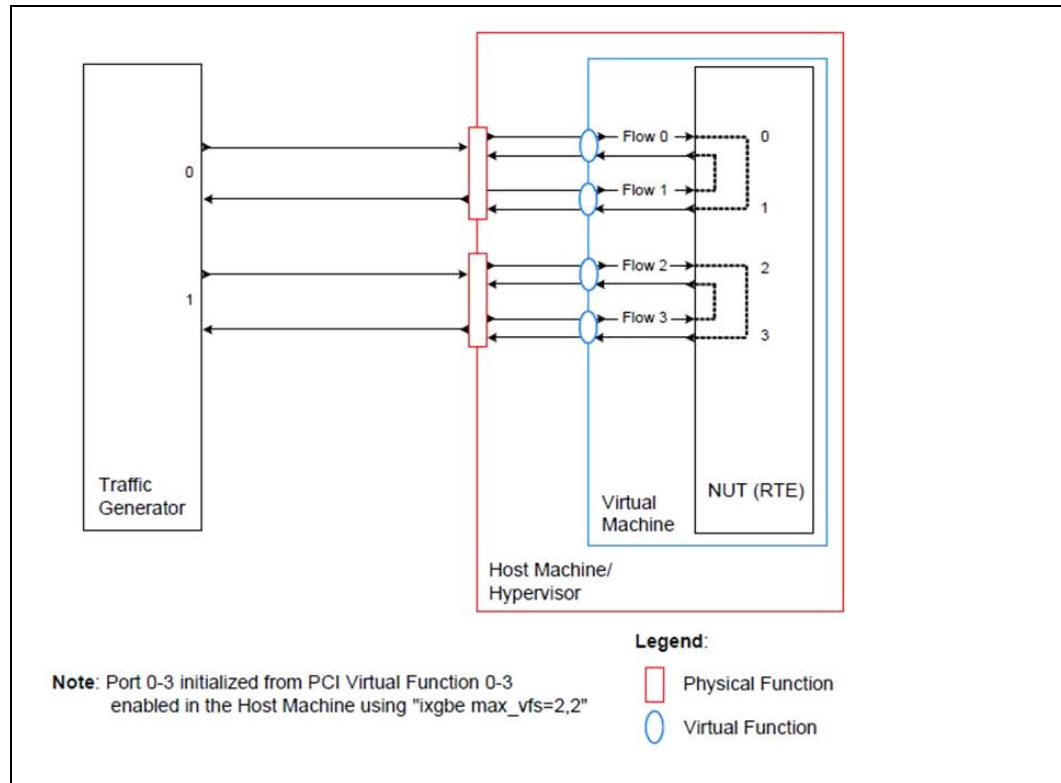 Flow 0
0
0
Flow 1
1
Flow 2
2
1
Flow 3
3
Traffic
Generator
NUT (RTE)
Virtual
Machine
Host Machine/
Hypervisor
Legend:
Note: Port 0-3 initialized from PCI Virtual Function 0-3
enabled in the Host Machine using "ixgbe max_vfs=2,2"
Physical Function
Virtual Function